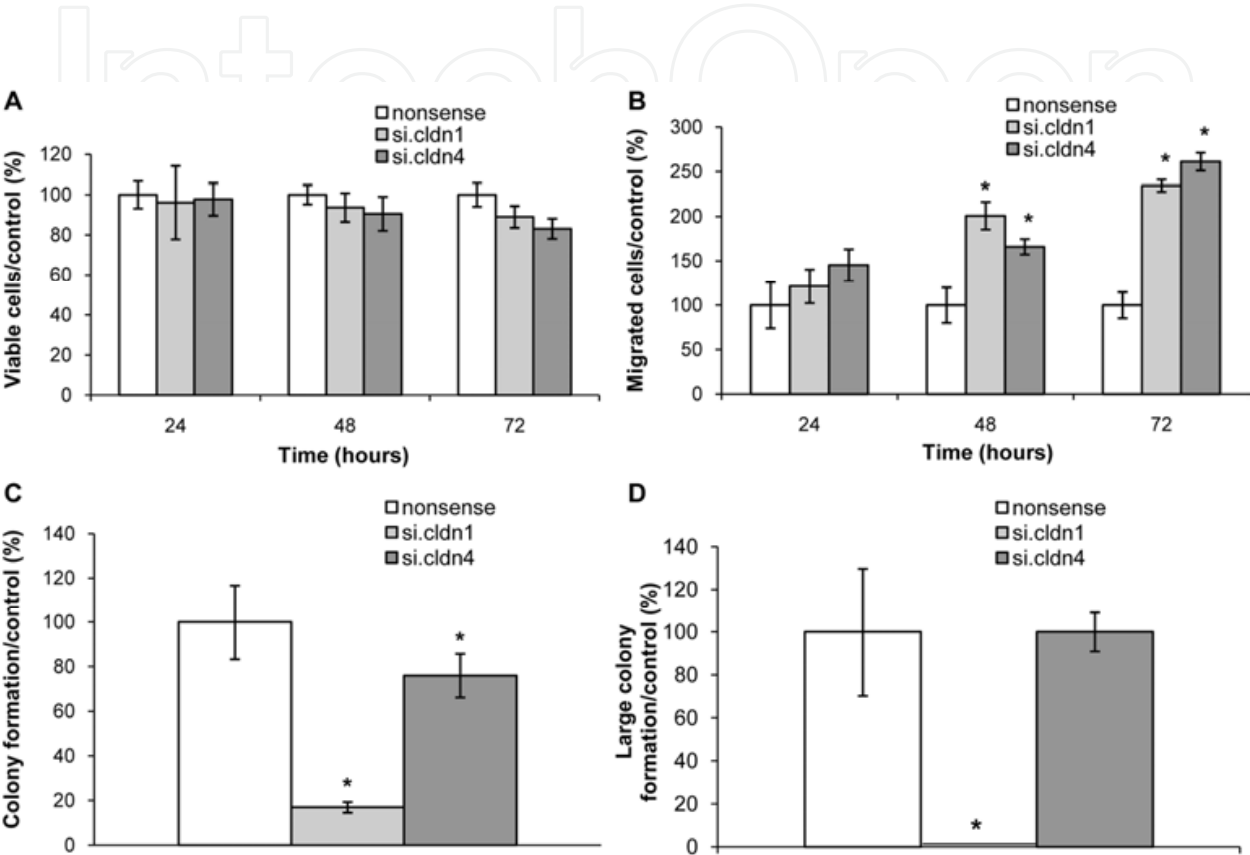 IntechOpen
A
nonsense
si.cldn1
si.cldn4
Viable cells/control (%)
120
100
80
60
40
20
0
24
48
72
Time (hours)
B
nonsense
si.cldn1
si.cldn4
Migrated cells/control (%)
300
250
200
150
100
50
0
*
*
*
*
24
48
72
Time (hours)
C
nonsense
si.cldn1
si.cldn4
Colony formation/control (%)
140
120
100
80
60
40
20
0
*
*
D
nonsense
si.cldn1
si.cldn4
Large colony
formation/control (%)
140
120
100
80
60
40
20
0
*